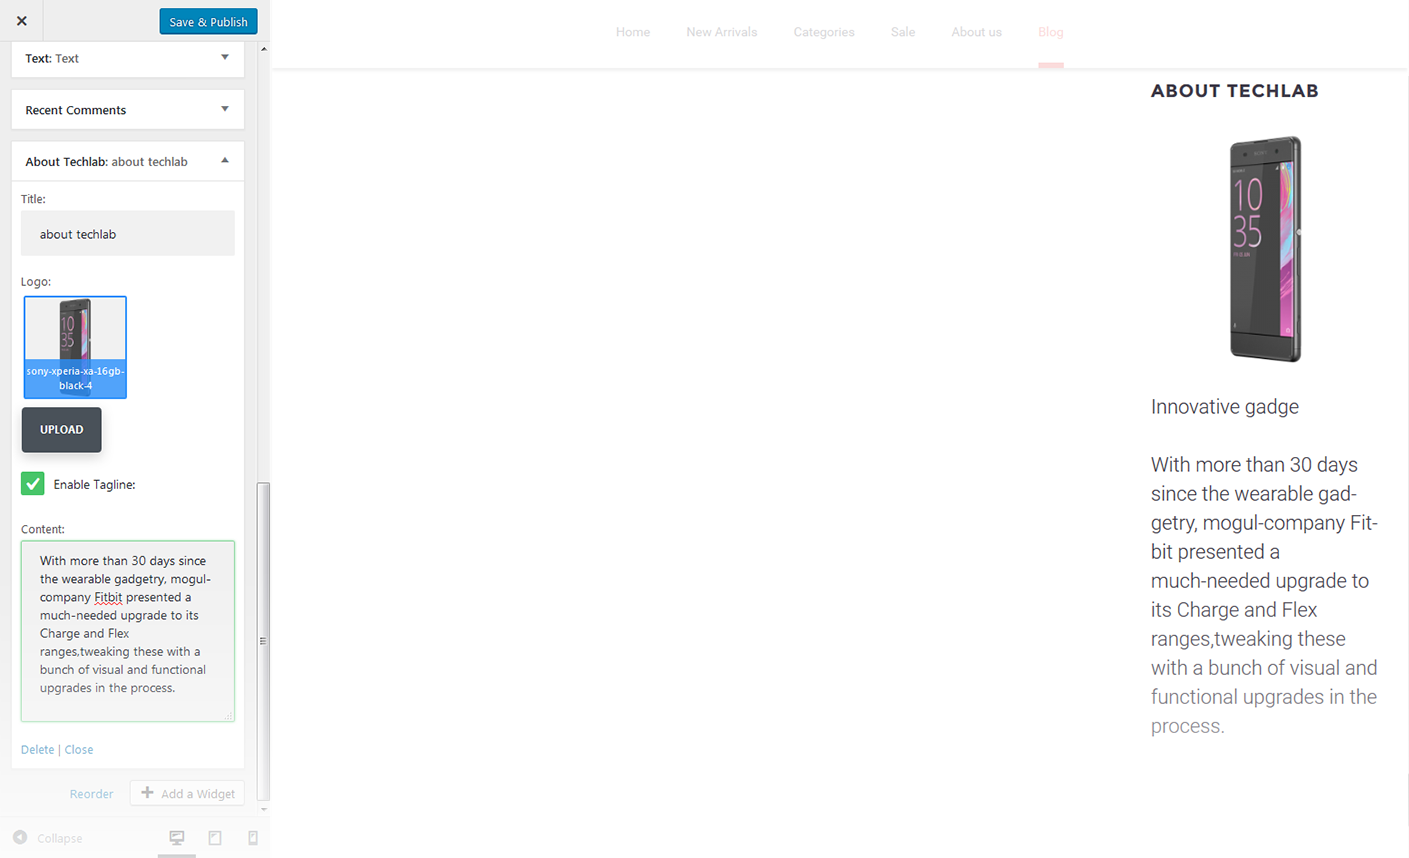 Save & Publish
Text: Text
Recent Comments
About Techlab: about techlab
Title:
about techlab
Logo:
10
35
sony-xperia-xa-16gb-
black-4
UPLOAD
Enable Tagline:
Content:
With more than 30 days since
the wearable gadgetry, mogul-
company Fitbit presented a
much-needed upgrade to its
Charge and Flex
ranges,tweaking these with a
bunch of visual and functional
upgrades in the process.
Delete | Close
Reorder
Add a Widget
Collapse
Home New Arrivals Categories Sale About us Blog
ABOUT TECHLAB
SONY
10
35
Innovative gadge
With more than 30 days
since the wearable gad-
getry, mogul-company Fit-
bit presented a
much-needed upgrade to
its Charge and Flex
ranges,tweaking these
with a bunch of visual and
functional upgrades in the
process.